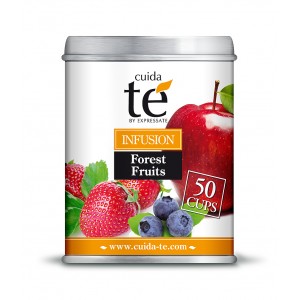 cuida
té
BY EXPRESSATE
INFUSION
Forest
Fruits
50
CUPS
www.cuida-te.com